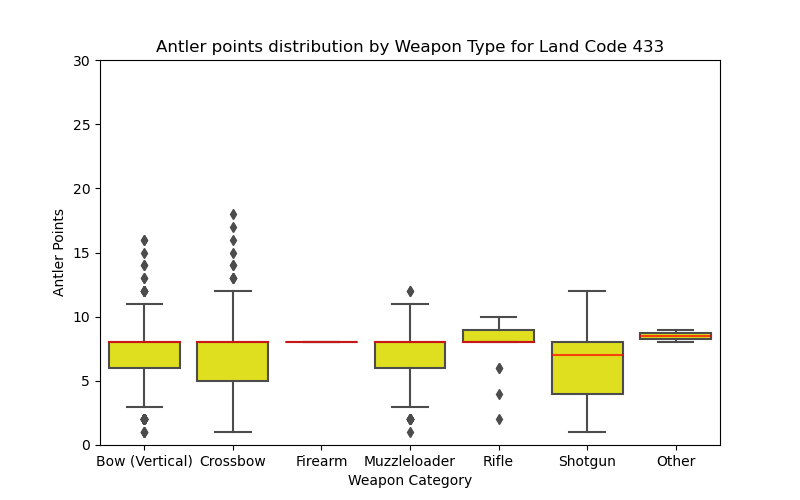 Antler points distribution by Weapon Type for Land Code 433
30
25
20
15
10
5
0
Antler Points
Bow (Vertical) Crossbow Firearm Muzzleloader Rifle Shotgun Other
Weapon Category